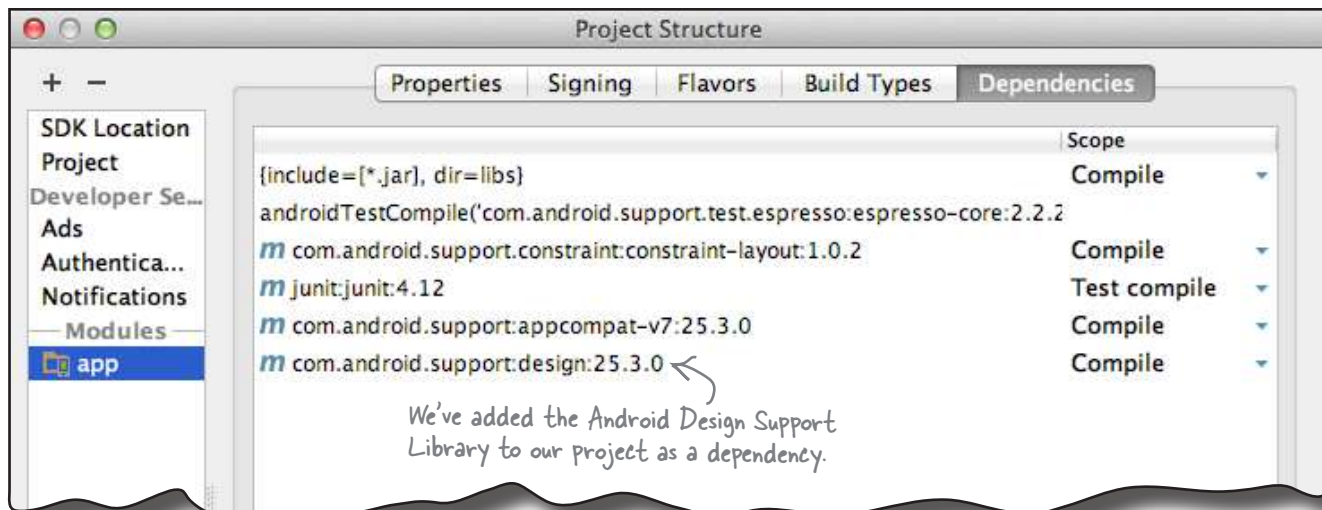 Project Structure
+ −
Properties Signing Flavors Build Types Dependencies
SDK Location
Project
Developer Se...
Ads
Authentica...
Notifications
Modules
app
Scope
{include=[*.jar], dir=libs} Compile
androidTestCompile('com.android.support.test.espresso:espresso-core:2.2.2
m com.android.support.constraint:constraint-layout:1.0.2 Compile
m junit:junit:4.12 Test compile
m com.android.support:appcompat-v7:25.3.0 Compile
m com.android.support:design:25.3.0 Compile
We've added the Android Design Support
Library to our project as a dependency.